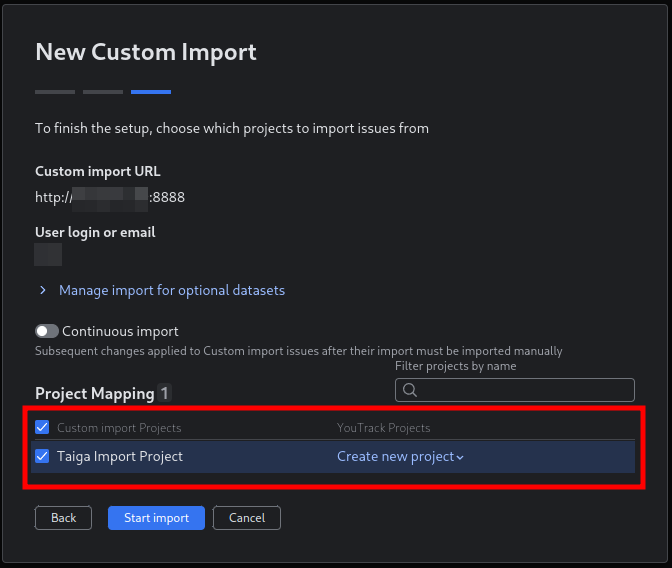 New Custom Import
To finish the setup, choose which projects to import issues from
Custom import URL
http://:8888
User login or email
Manage import for optional datasets
Continuous import
Subsequent changes applied to Custom import issues after their import must be imported manually
Filter projects by name
Project Mapping 1
Custom import Projects YouTrack Projects
Taiga Import Project Create new project
Back Start import Cancel